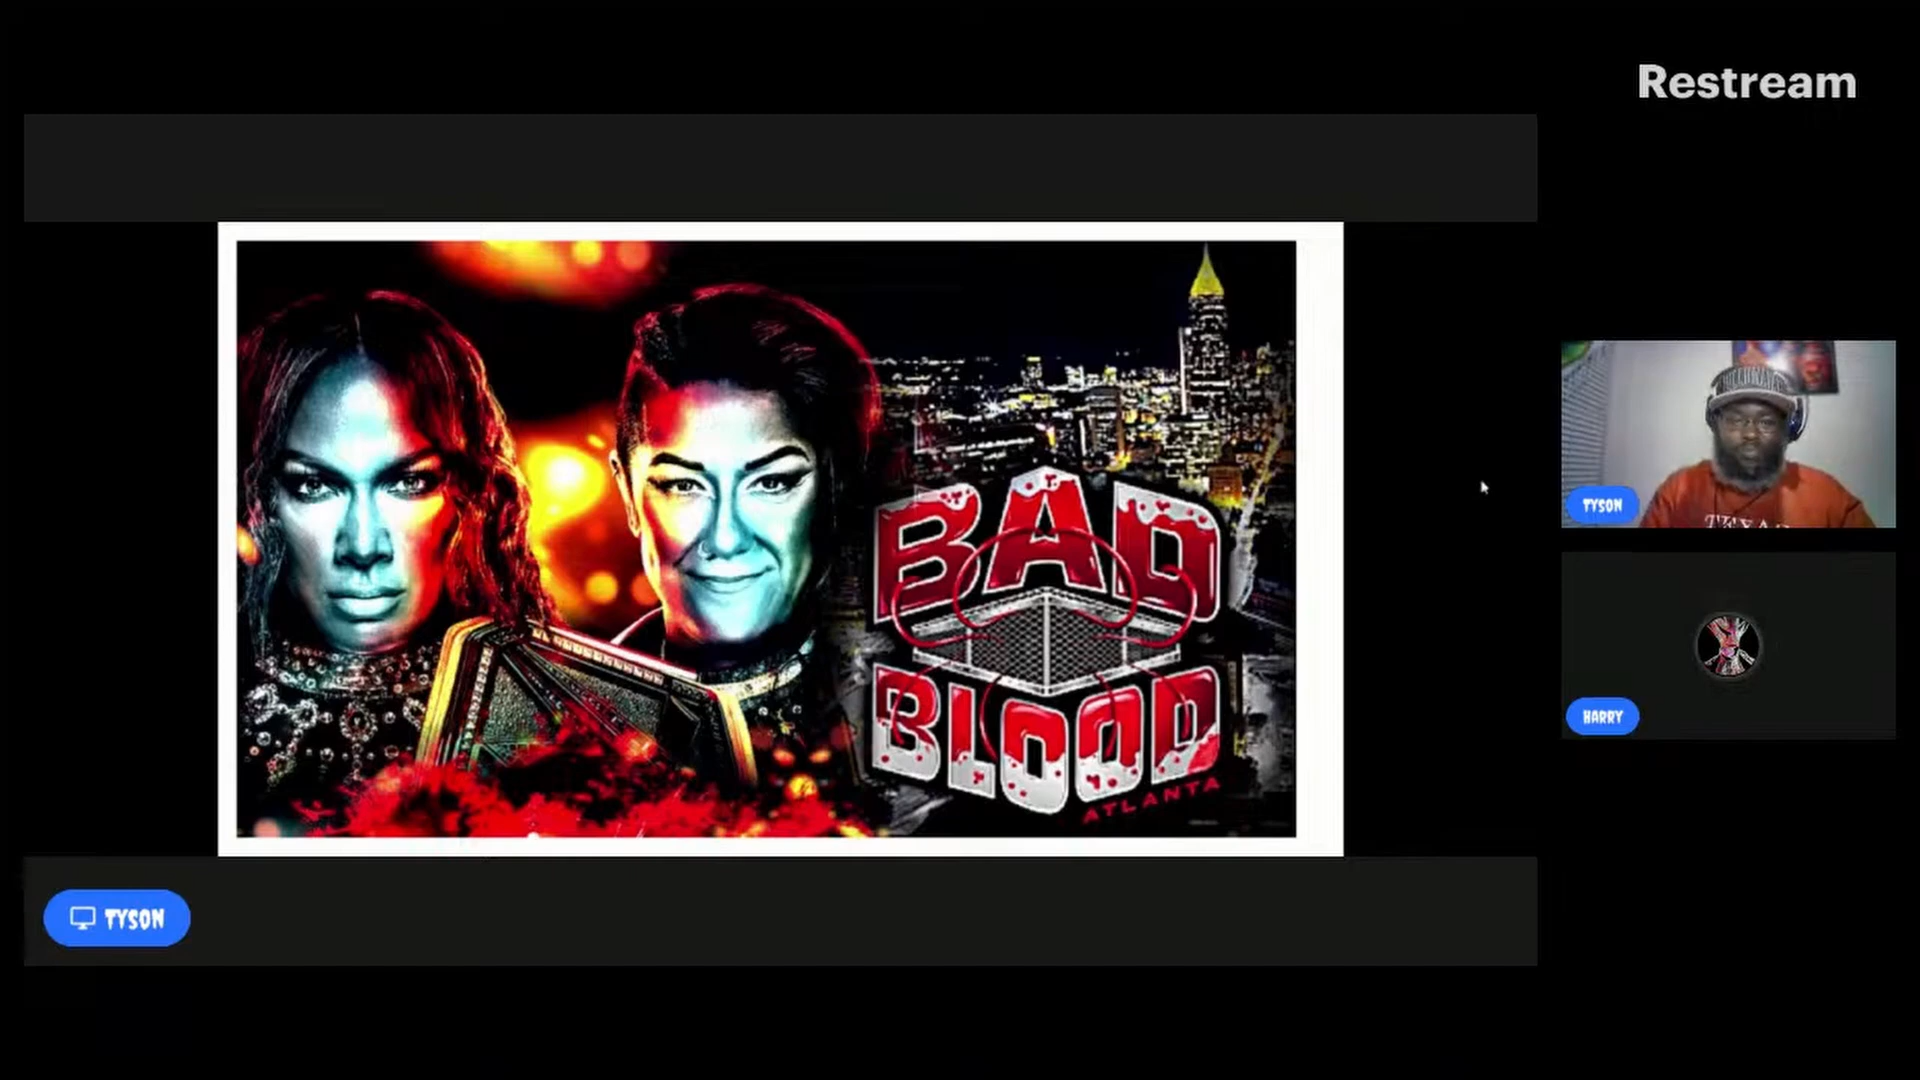 Restream
BAD
BLOOD
ATLANTA
TYSON
HARRY
TYSON